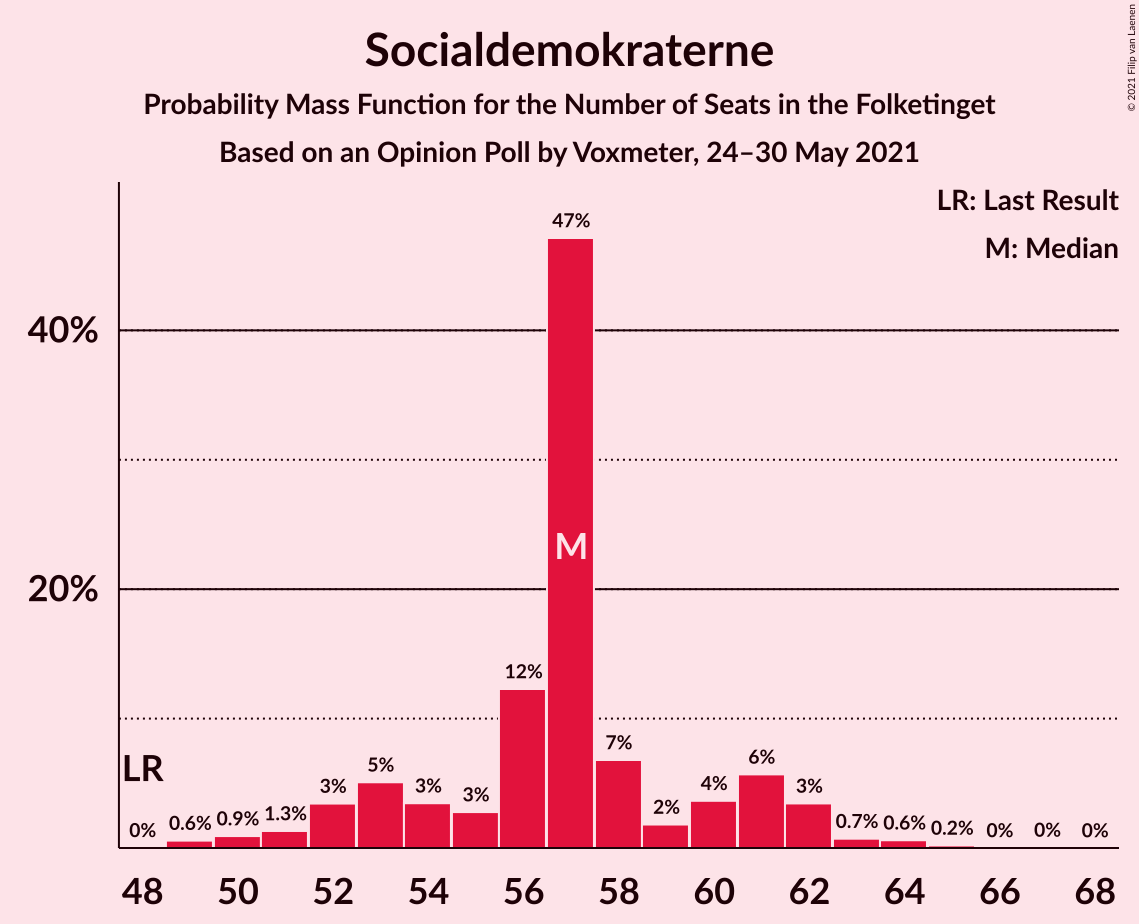 Socialdemokraterne
Probability Mass Function for the Number of Seats in the Folketinget
Based on an Opinion Poll by Voxmeter, 24–30 May 2021
© 2021 Filip van Laenen
LR: Last Result
M: Median
47%
40%
M
20%
12%
LR
7%
6%
5%
4%
3%
3%
3%
3%
2%
0%
0.6%
0.9%
1.3%
0.7%
0.6%
0.2%
0%
0%
0%
48 50 52 54 56 58 60 62 64 66 68